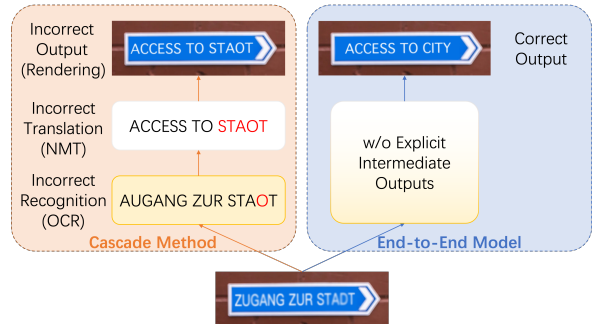 Incorrect
Output
(Rendering)
ACCESS TO STAOT
ACCESS TO CITY
Correct
Output
Incorrect
Translation
(NMT)
ACCESS TO STAOT
w/o Explicit
Intermediate
Outputs
Incorrect
Recognition
(OCR)
AUGANG ZUR STAOT
Cascade Method
End-to-End Model
ZUGANG ZUR STADT